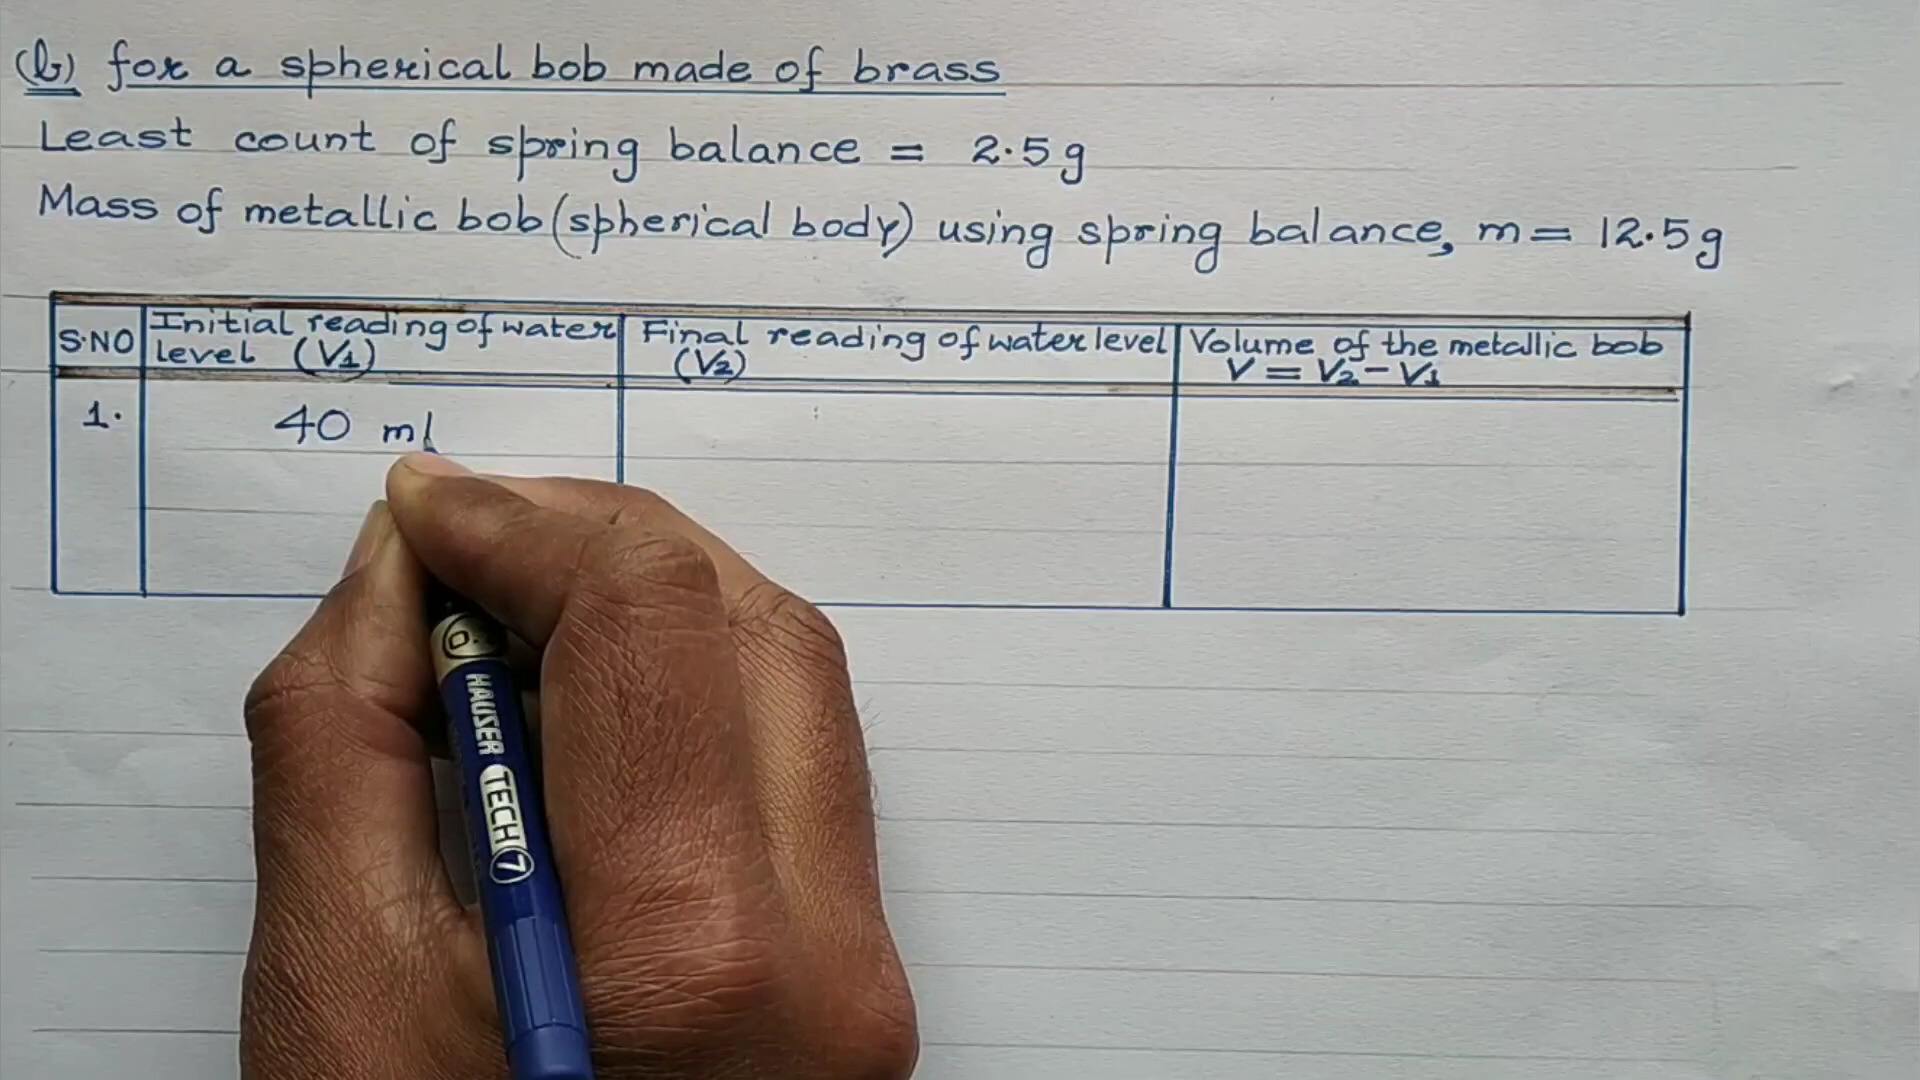 (b) for a spherical bob made of brass
Least count of spring balance = 2.5g
Mass of metallic bob (spherical body) using spring balance, m = 12.5g
S.NO
Initial reading of water
level (V1)
Final reading of water level
(V2)
Volume of the metallic bob
V = V2 - V1
1.
40 ml
HAUSER TECH 7